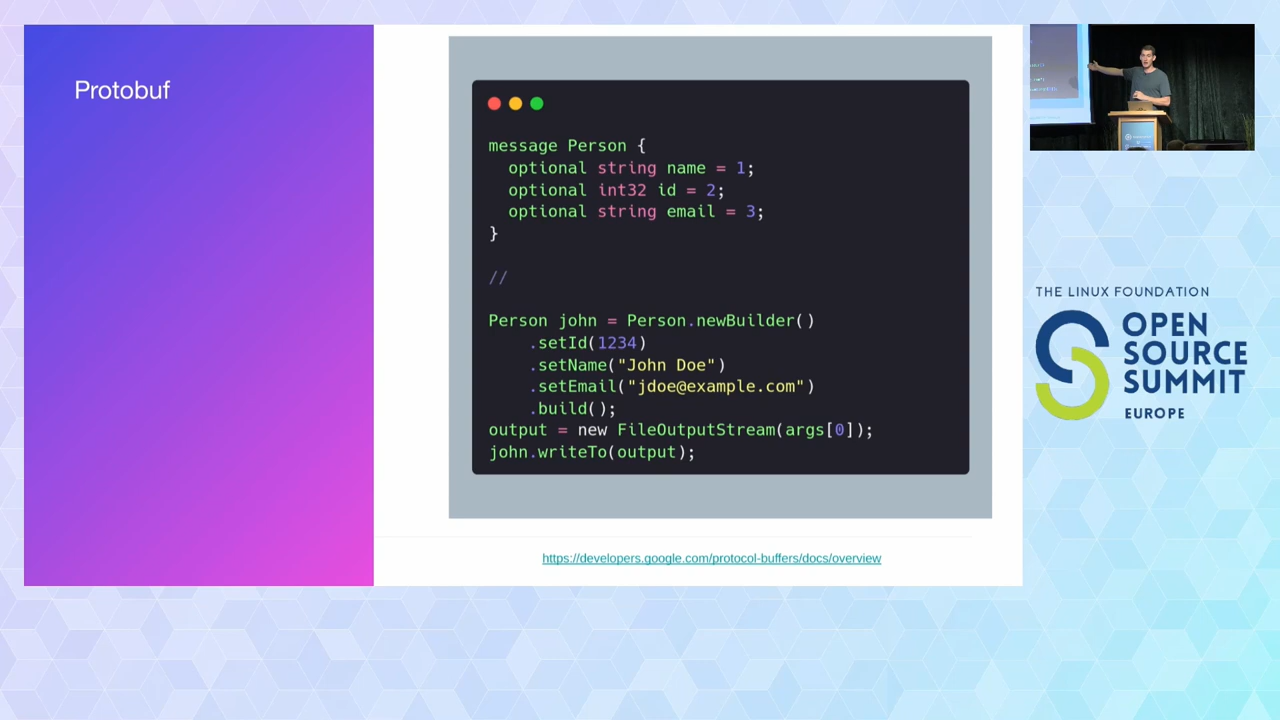 Protobuf
message Person {
  optional string name = 1;
  optional int32 id = 2;
  optional string email = 3;
}
//
Person john = Person.newBuilder()
    .setId(1234)
    .setName("John Doe")
    .setEmail("jdoe@example.com")
    .build();
output = new FileOutputStream(args[0]);
john.writeTo(output);
https://developers.google.com/protocol-buffers/docs/overview
THE LINUX FOUNDATION
OPEN
SOURCE
SUMMIT
EUROPE